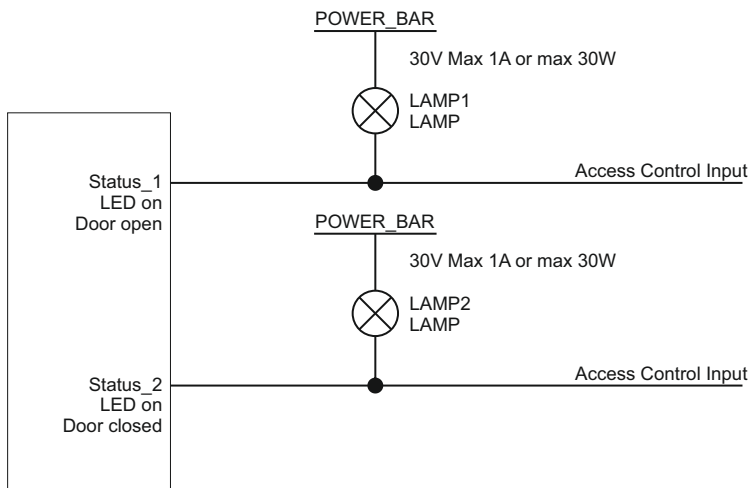 POWER_BAR
30V Max 1A or max 30W
LAMP1
LAMP
Access Control Input
Status_1
LED on
Door open
POWER_BAR
30V Max 1A or max 30W
LAMP2
LAMP
Access Control Input
Status_2
LED on
Door closed